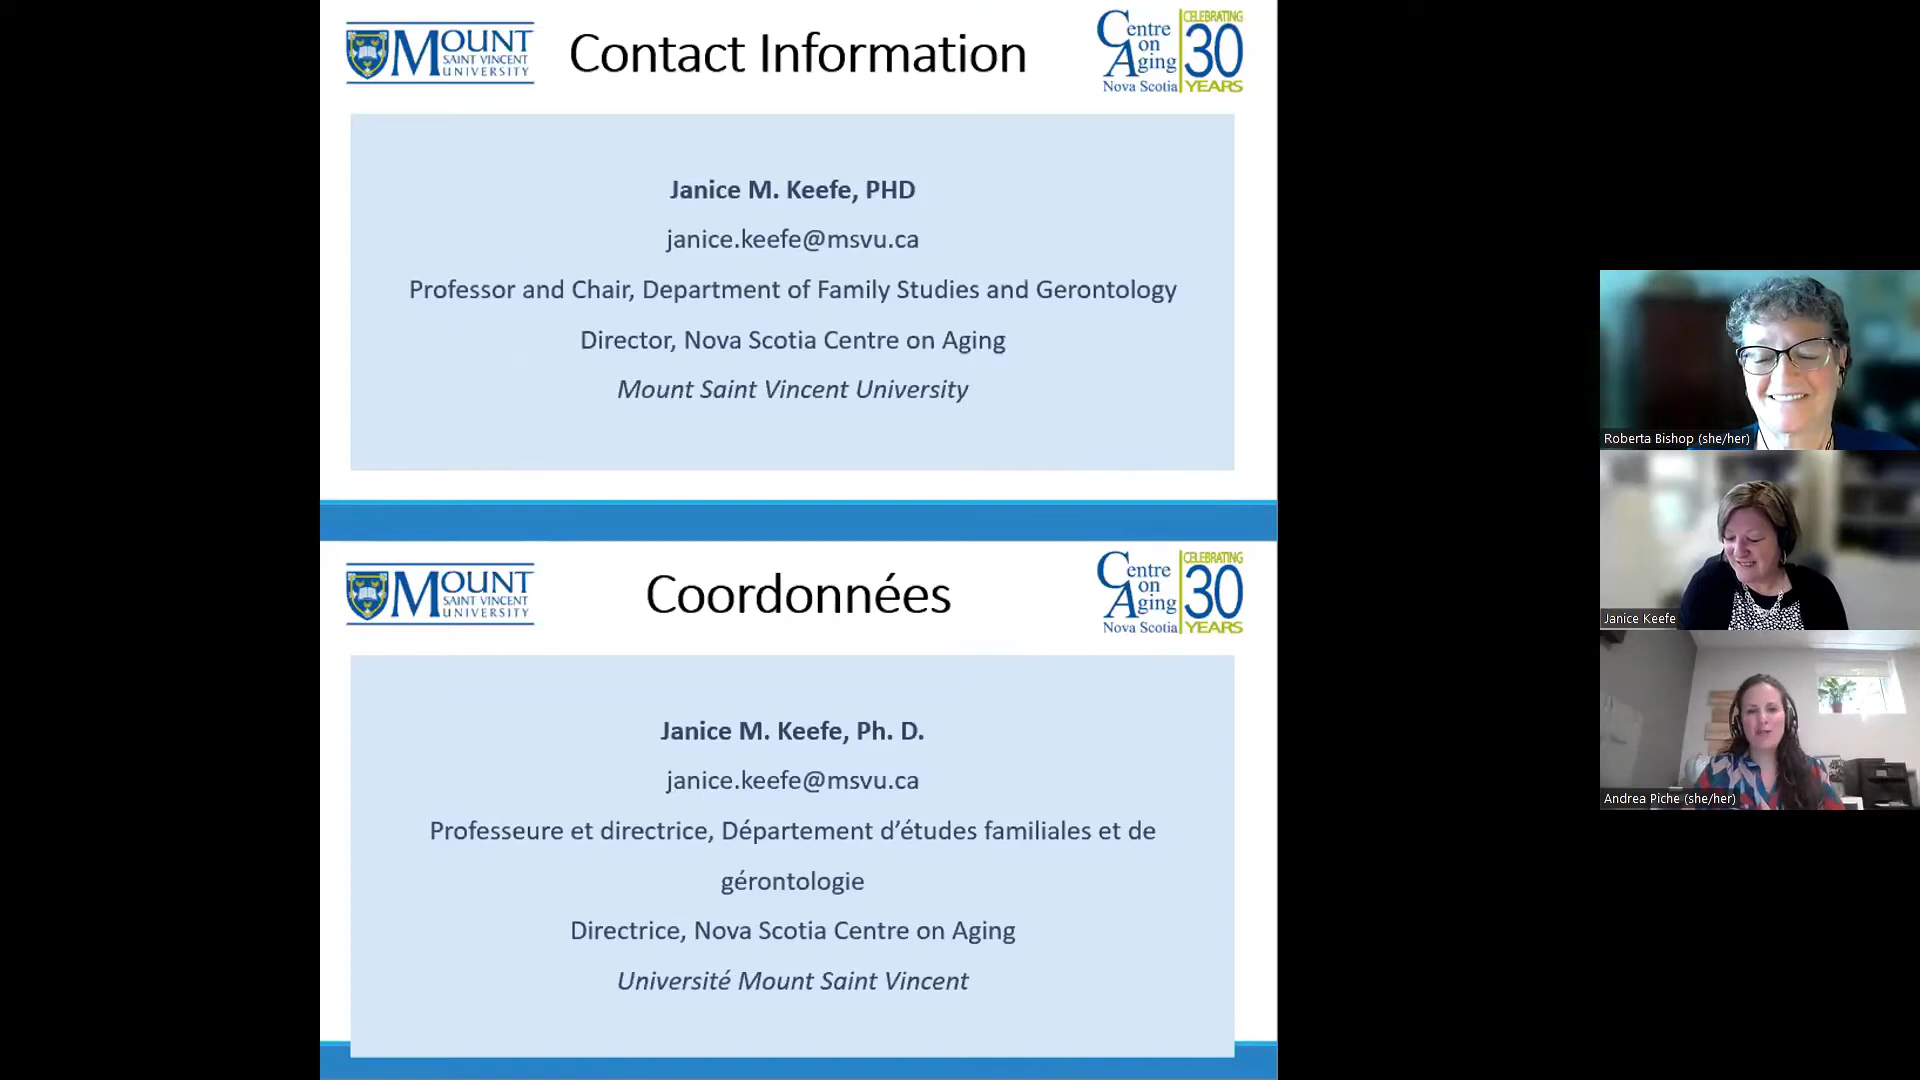 MOUNT
SAINT VINCENT
UNIVERSITY
Contact Information
Centre
on
Aging
Nova Scotia
CELEBRATING
30
YEARS
Janice M. Keefe, PHD
janice.keefe@msvu.ca
Professor and Chair, Department of Family Studies and Gerontology
Director, Nova Scotia Centre on Aging
Mount Saint Vincent University
MOUNT
SAINT VINCENT
UNIVERSITY
Coordonnées
Centre
on
Aging
Nova Scotia
CELEBRATING
30
YEARS
Janice M. Keefe, Ph. D.
janice.keefe@msvu.ca
Professeure et directrice, Département d’études familiales et de
gérontologie
Directrice, Nova Scotia Centre on Aging
Université Mount Saint Vincent
Roberta Bishop (she/her)
Janice Keefe
Andrea Piche (she/her)